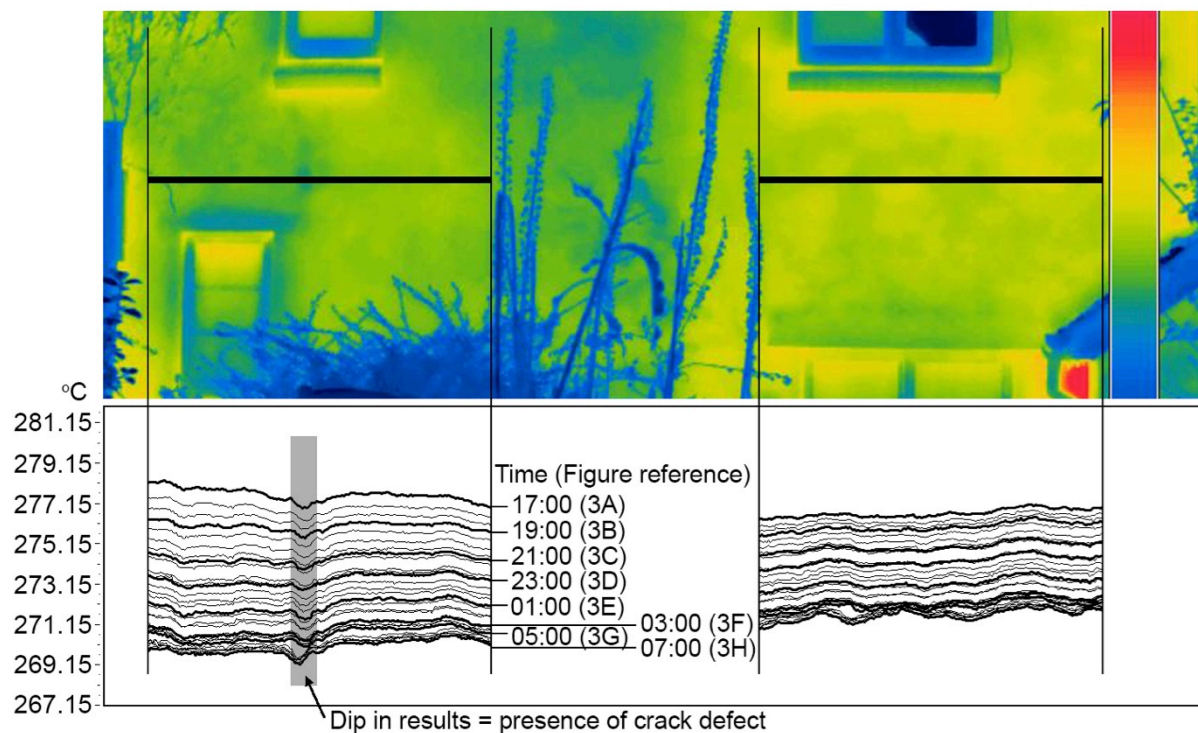 °C
281.15
279.15
277.15
275.15
273.15
271.15
269.15
267.15
Time (Figure reference)
17:00 (3A)
19:00 (3B)
21:00 (3C)
23:00 (3D)
01:00 (3E)
03:00 (3F)
05:00 (3G)
07:00 (3H)
Dip in results = presence of crack defect